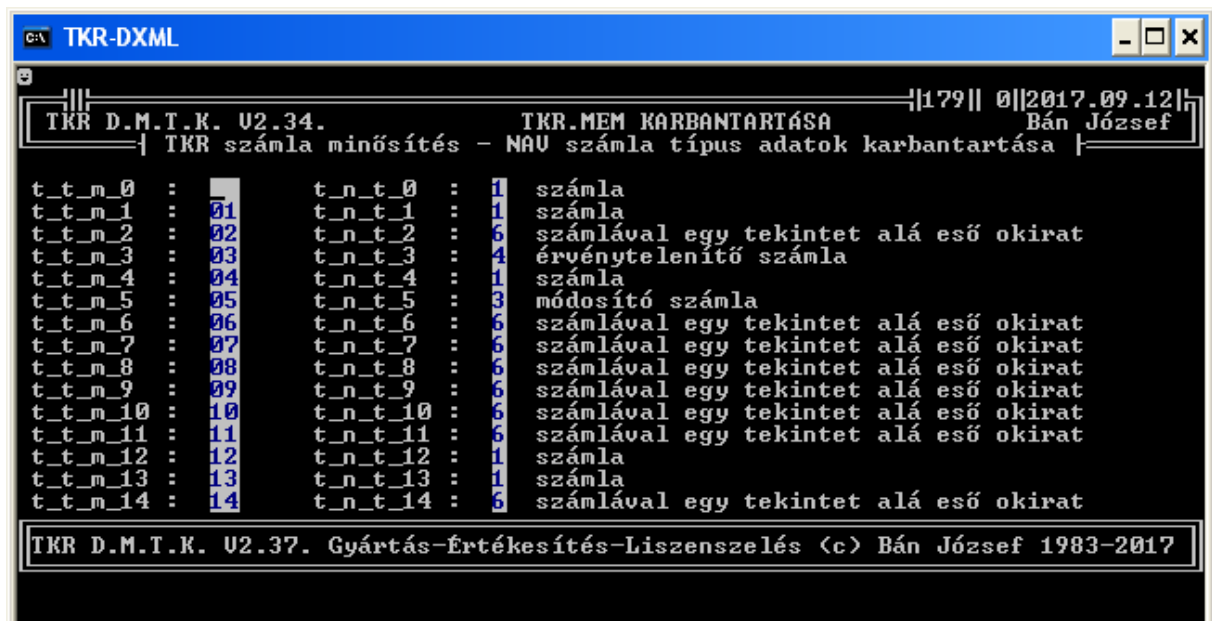 TKR-DXML
179 0 2017.09.12
TKR D.M.T.K. V2.34. TKR.MEM KARBANTARTÁSA Bán József
TKR számla minősítés - NAV számla típus adatok karbantartása
t_t_m_0 : _ t_n_t_0 : 1 számla
t_t_m_1 : 01 t_n_t_1 : 1 számla
t_t_m_2 : 02 t_n_t_2 : 6 számlával egy tekintet alá eső okirat
t_t_m_3 : 03 t_n_t_3 : 4 érvénytelenítő számla
t_t_m_4 : 04 t_n_t_4 : 1 számla
t_t_m_5 : 05 t_n_t_5 : 3 módosító számla
t_t_m_6 : 06 t_n_t_6 : 6 számlával egy tekintet alá eső okirat
t_t_m_7 : 07 t_n_t_7 : 6 számlával egy tekintet alá eső okirat
t_t_m_8 : 08 t_n_t_8 : 6 számlával egy tekintet alá eső okirat
t_t_m_9 : 09 t_n_t_9 : 6 számlával egy tekintet alá eső okirat
t_t_m_10 : 10 t_n_t_10 : 6 számlával egy tekintet alá eső okirat
t_t_m_11 : 11 t_n_t_11 : 6 számlával egy tekintet alá eső okirat
t_t_m_12 : 12 t_n_t_12 : 1 számla
t_t_m_13 : 13 t_n_t_13 : 1 számla
t_t_m_14 : 14 t_n_t_14 : 6 számlával egy tekintet alá eső okirat
TKR D.M.T.K. V2.37. Gyártás-Értékesítés-Liszenszelés (c) Bán József 1983-2017